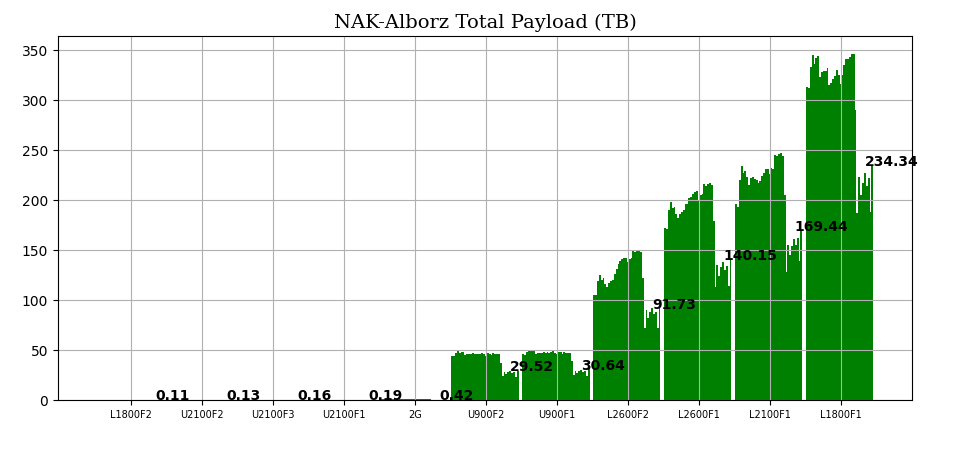 NAK-Alborz Total Payload (TB)
350
300
250
200
150
100
50
0
234.34
169.44
140.15
91.73
29.52
30.64
0.11
0.13
0.16
0.19
0.42
L1800F2
U2100F2
U2100F3
U2100F1
2G
U900F2
U900F1
L2600F2
L2600F1
L2100F1
L1800F1